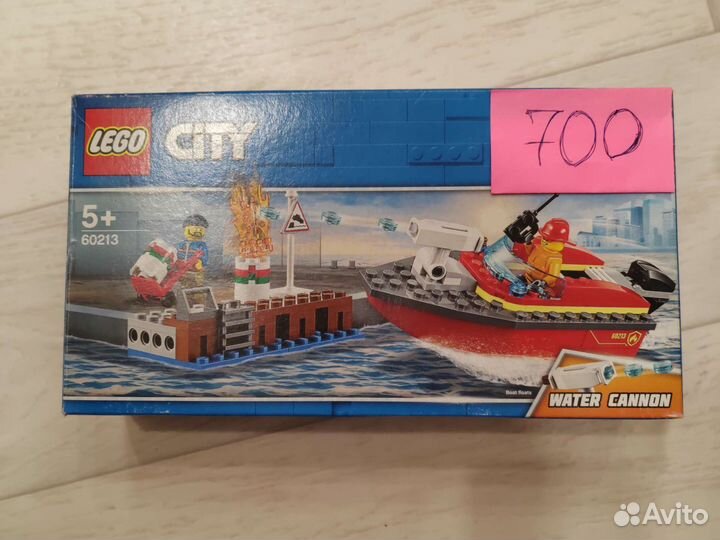 LEGO
CITY
700
5+
60213
60213
Boat floats
WATER CANNON
Avito